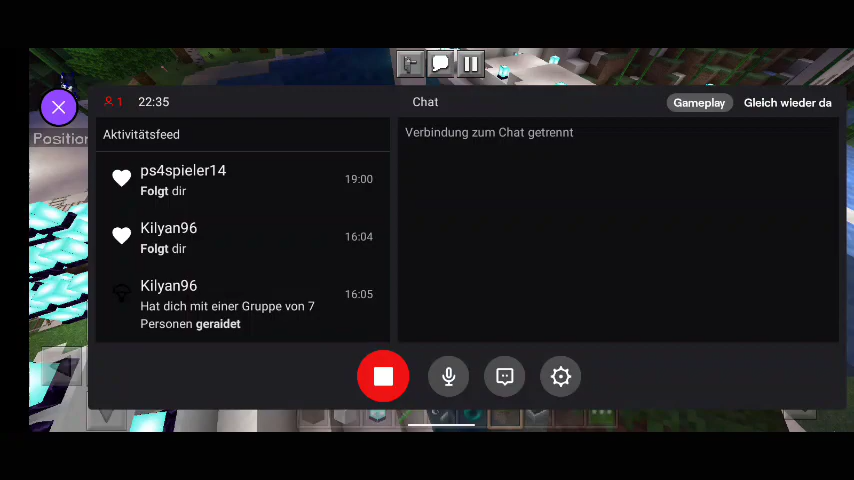 1 22:35
Chat
Gameplay
Gleich wieder da
Position
Aktivitätsfeed
Verbindung zum Chat getrennt
ps4spieler14
Folgt dir
19:00
Kilyan96
Folgt dir
16:04
Kilyan96
Hat dich mit einer Gruppe von 7
Personen geraidet
16:05